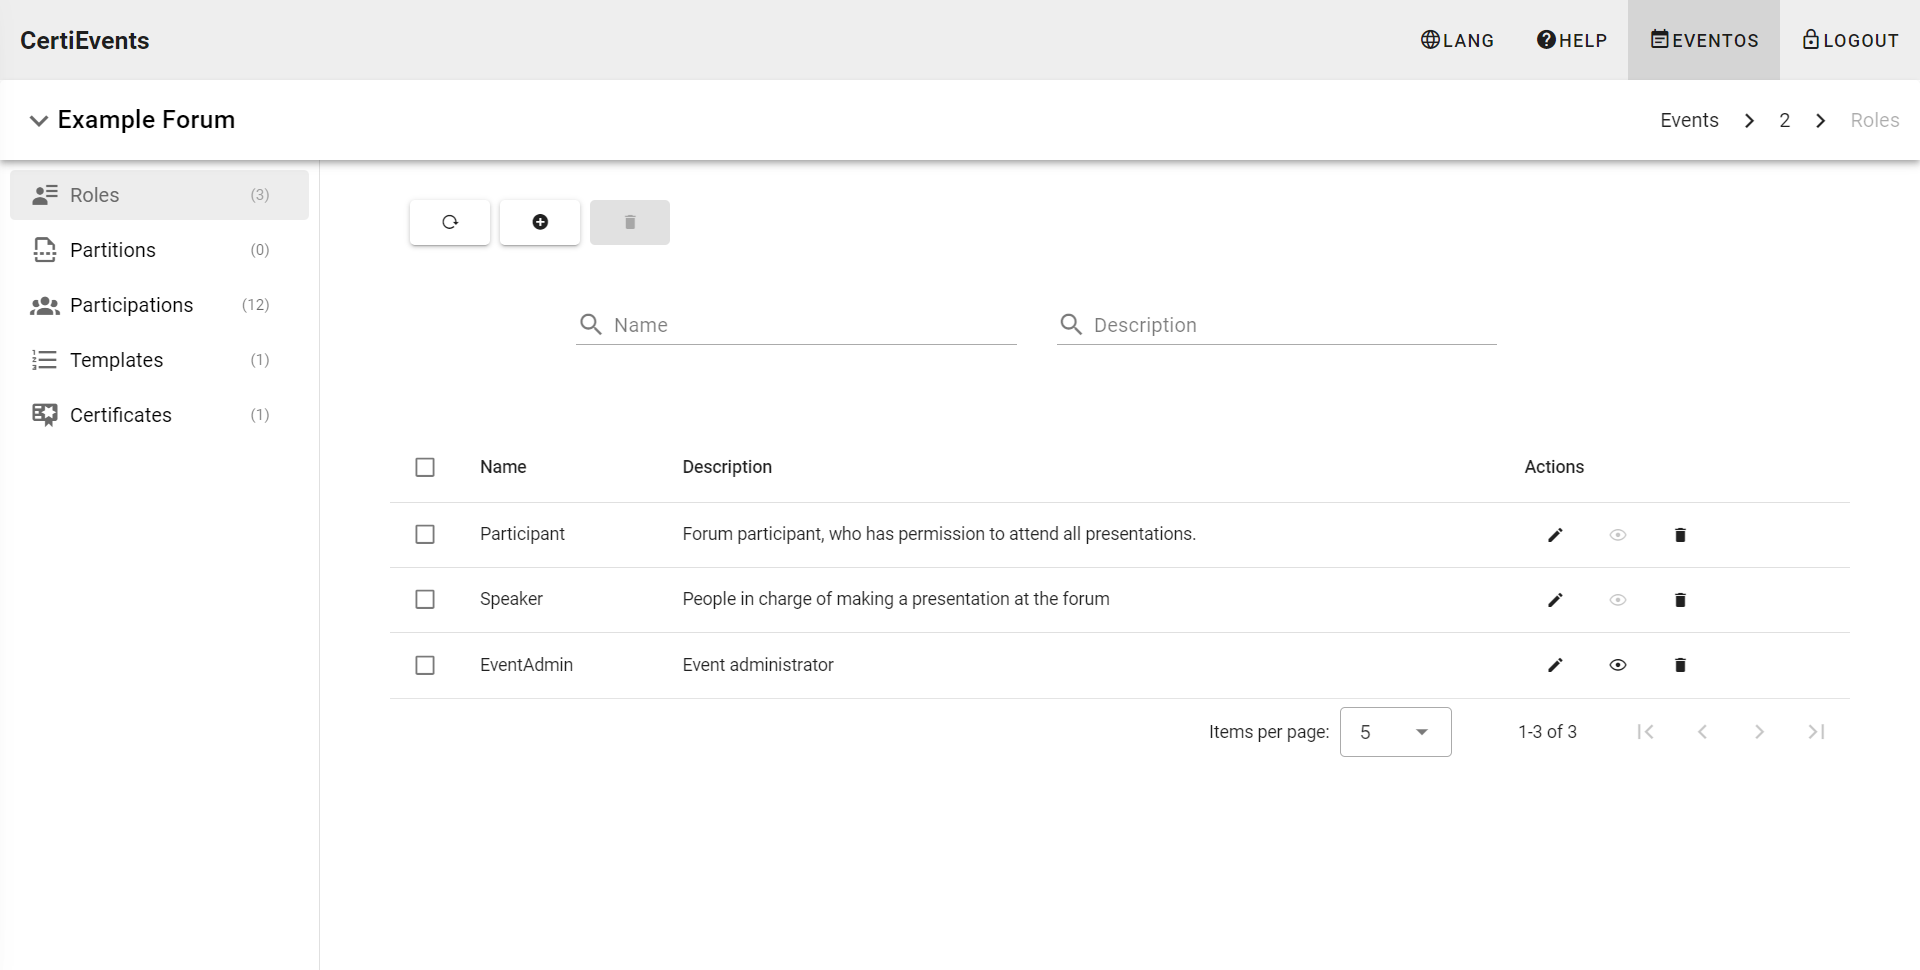 CertiEvents
LANG
HELP
EVENTOS
LOGOUT
Example Forum
Events
2
Roles
Roles (3)
Partitions (0)
Participations (12)
Templates (1)
Certificates (1)
Name
Description
Name Description Actions
Participant Forum participant, who has permission to attend all presentations.
Speaker People in charge of making a presentation at the forum
EventAdmin Event administrator
Items per page: 5 1-3 of 3